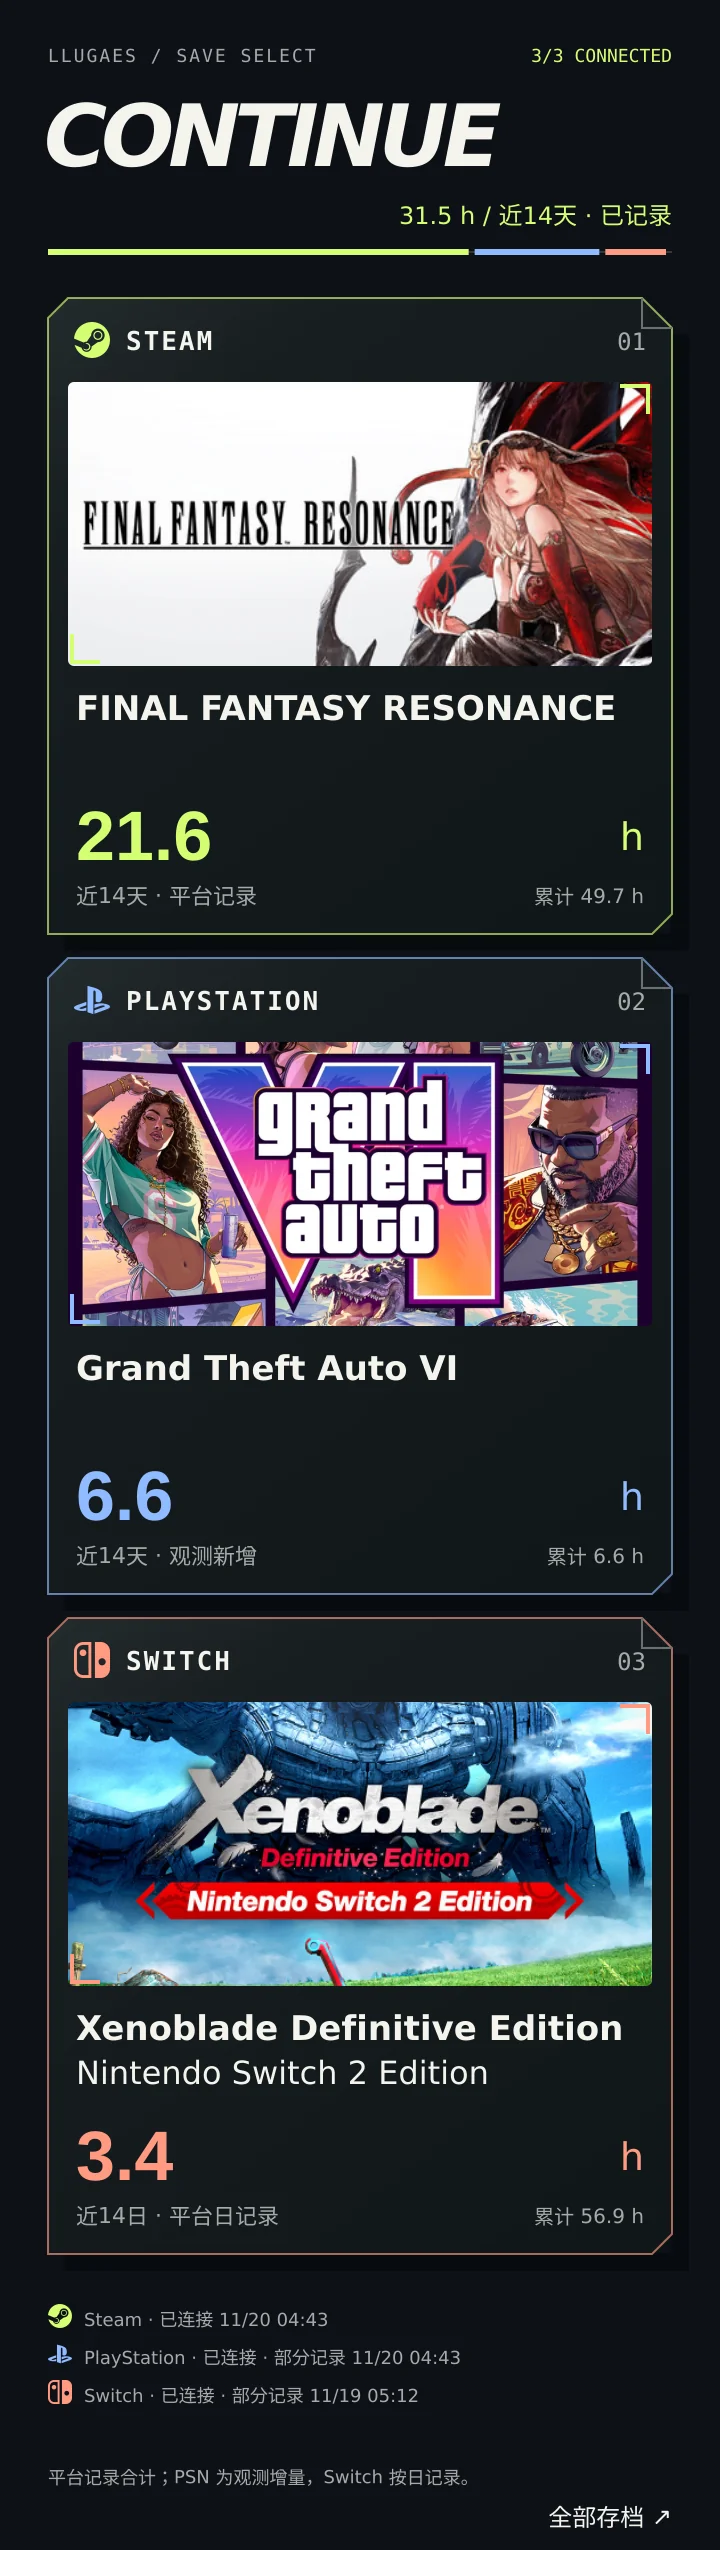 LLUGAES / SAVE SELECT
3/3 CONNECTED
CONTINUE
31.5 h / 近14天 · 已记录
STEAM
01
FINAL FANTASY RESONANCE
FINAL FANTASY RESONANCE
21.6
h
近14天 · 平台记录
累计 49.7 h
PLAYSTATION
02
VI
grand
theft
auto
Grand Theft Auto VI
6.6
h
近14天 · 观测新增
累计 6.6 h
SWITCH
03
Xenoblade™
Definitive Edition
Nintendo Switch 2 Edition
Xenoblade Definitive Edition
Nintendo Switch 2 Edition
3.4
h
近14日 · 平台日记录
累计 56.9 h
Steam · 已连接 11/20 04:43
PlayStation · 已连接 · 部分记录 11/20 04:43
Switch · 已连接 · 部分记录 11/19 05:12
平台记录合计；PSN 为观测增量，Switch 按日记录。
全部存档 ↗